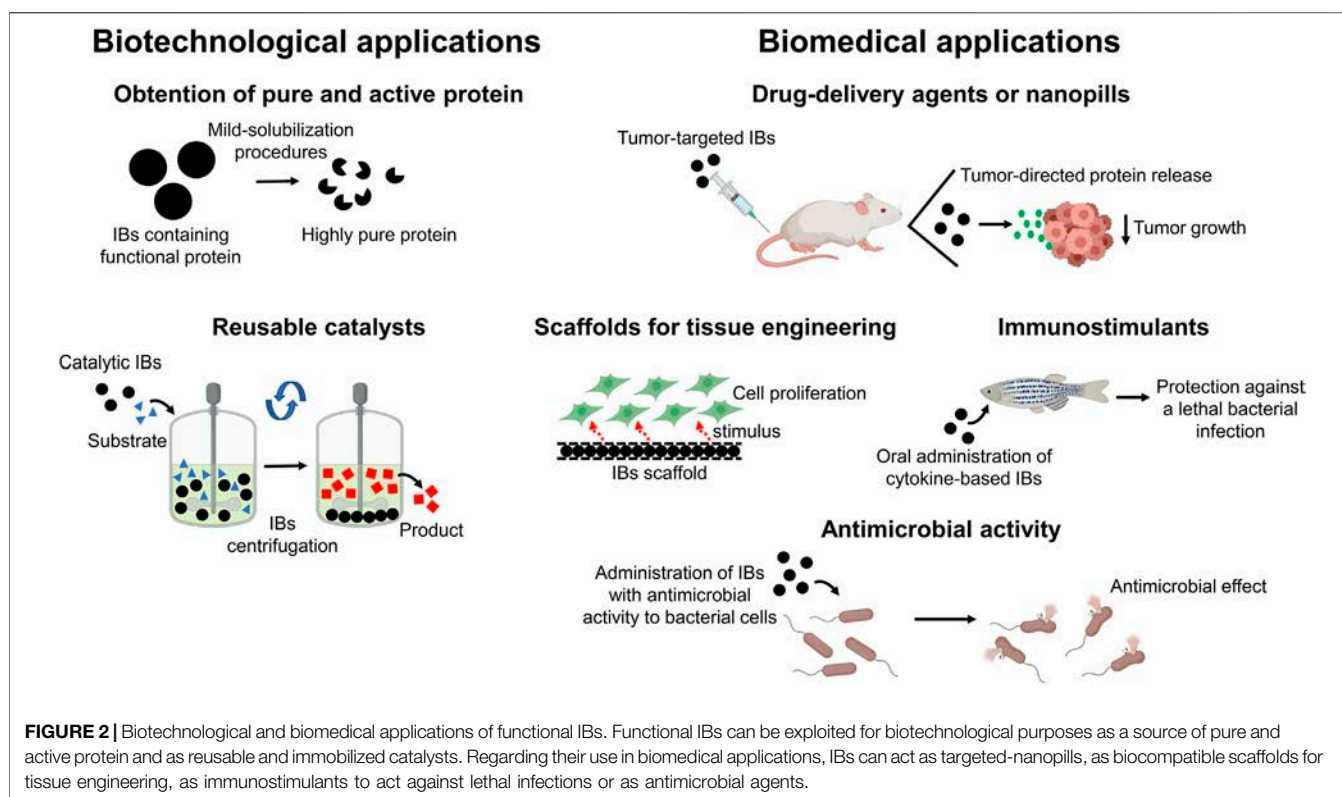 Biotechnological applications
Obtention of pure and active protein
Mild-solubilization
procedures
IBs containing
functional protein
Highly pure protein
Reusable catalysts
Catalytic IBs
Substrate
IBs
centrifugation
Product
Biomedical applications
Drug-delivery agents or nanopills
Tumor-targeted IBs
Tumor-directed protein release
Tumor growth
Scaffolds for tissue engineering
Cell proliferation
stimulus
IBs scaffold
Immunostimulants
Protection against
a lethal bacterial
infection
Oral administration of
cytokine-based IBs
Antimicrobial activity
Administration of IBs
with antimicrobial
activity to bacterial cells
Antimicrobial effect
FIGURE 2 | Biotechnological and biomedical applications of functional IBs. Functional IBs can be exploited for biotechnological purposes as a source of pure and
active protein and as reusable and immobilized catalysts. Regarding their use in biomedical applications, IBs can act as targeted-nanopills, as biocompatible scaffolds for
tissue engineering, as immunostimulants to act against lethal infections or as antimicrobial agents.